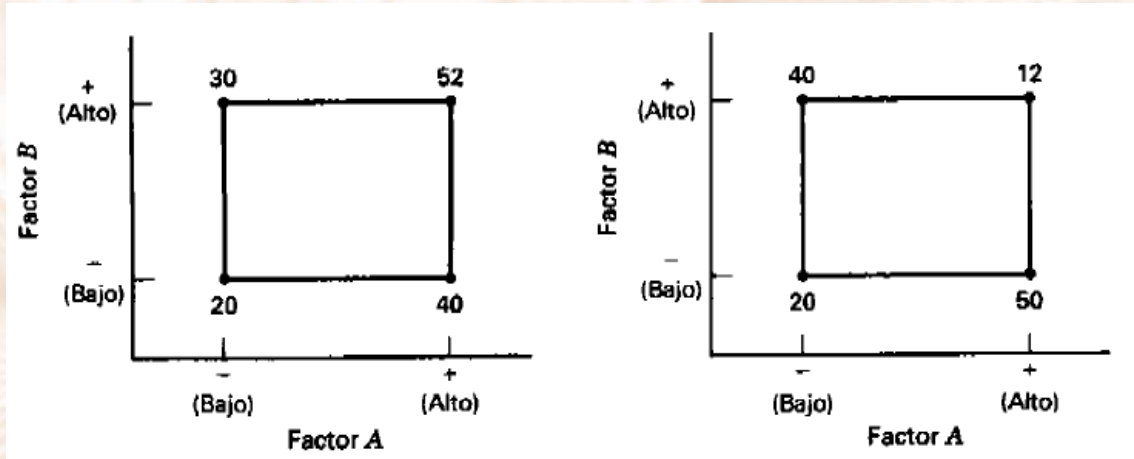 30 52
+
(Alto)
Factor B
−
(Bajo)
20 40
− +
(Bajo) (Alto)
Factor A
40 12
+
(Alto)
Factor B
−
(Bajo)
20 50
− +
(Bajo) (Alto)
Factor A